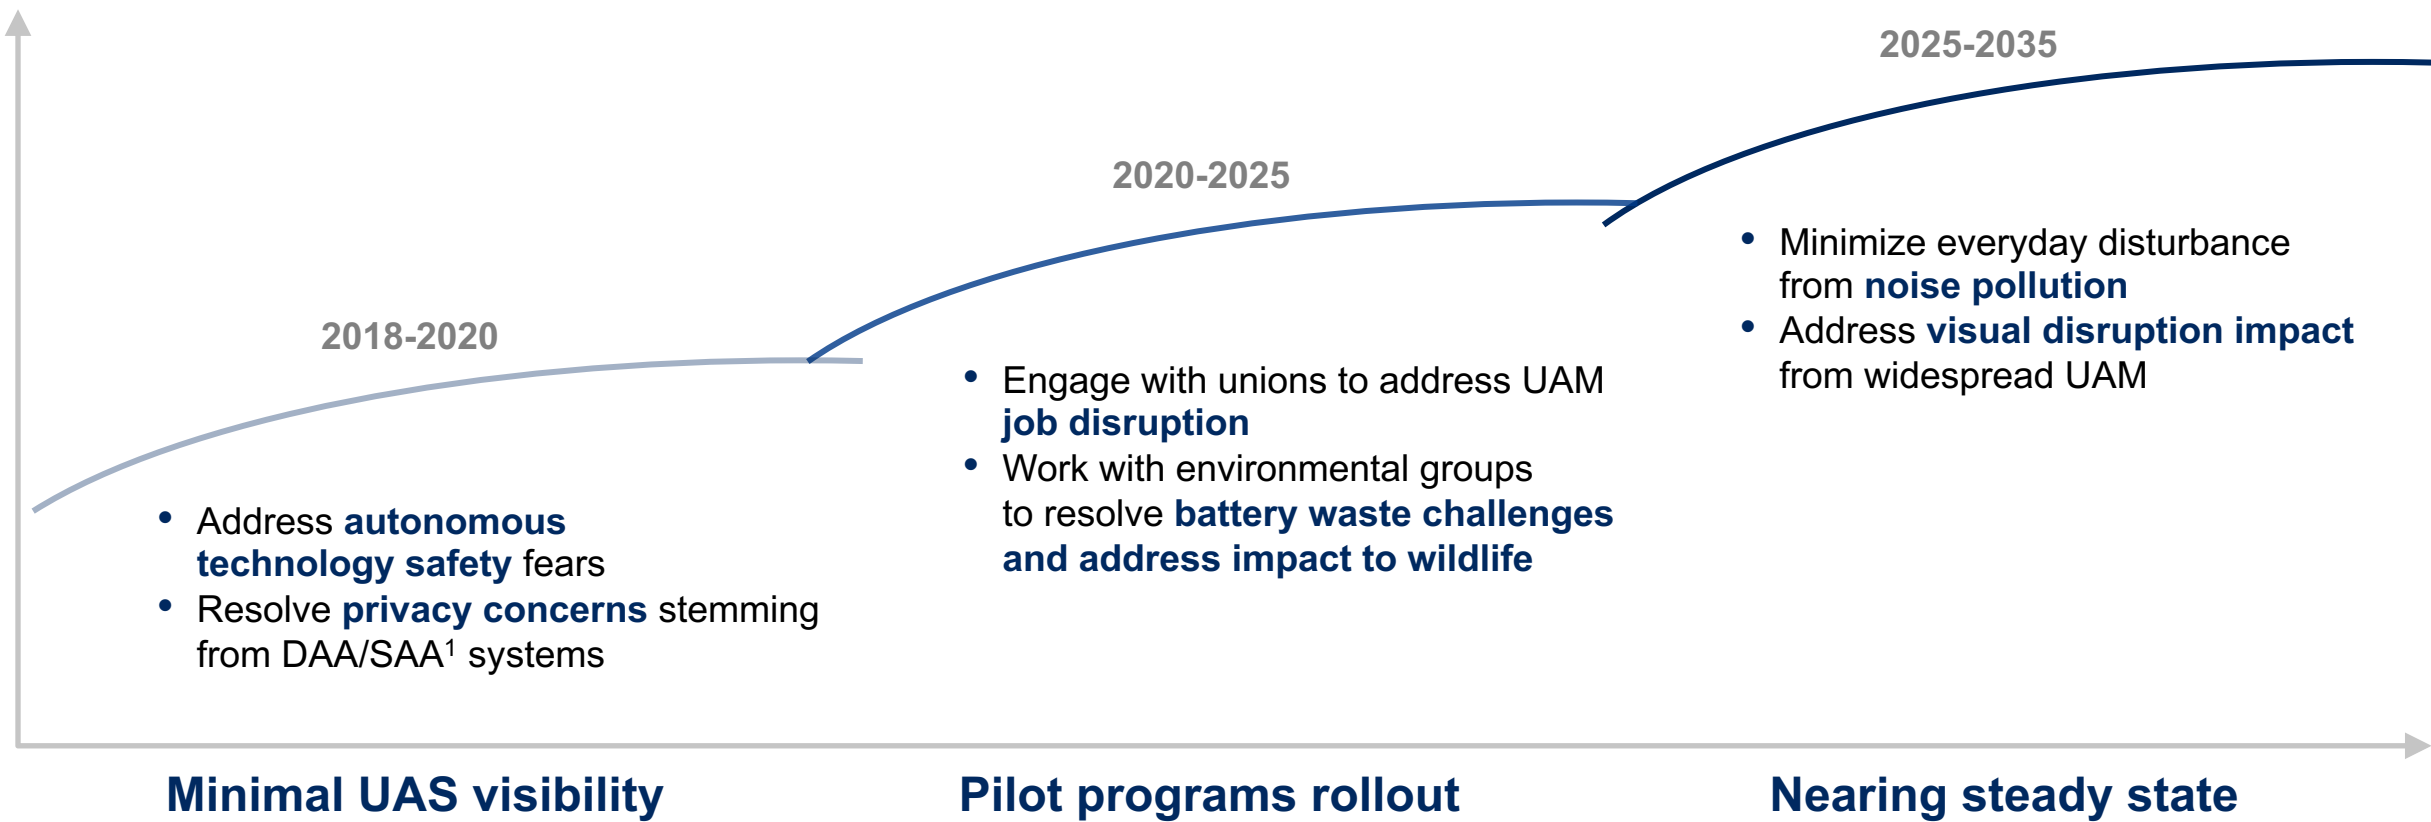 2018-2020
• Address autonomous
technology safety fears
• Resolve privacy concerns stemming
from DAA/SAA¹ systems
Minimal UAS visibility
2020-2025
• Engage with unions to address UAM
job disruption
• Work with environmental groups
to resolve battery waste challenges
and address impact to wildlife
Pilot programs rollout
2025-2035
• Minimize everyday disturbance
from noise pollution
• Address visual disruption impact
from widespread UAM
Nearing steady state